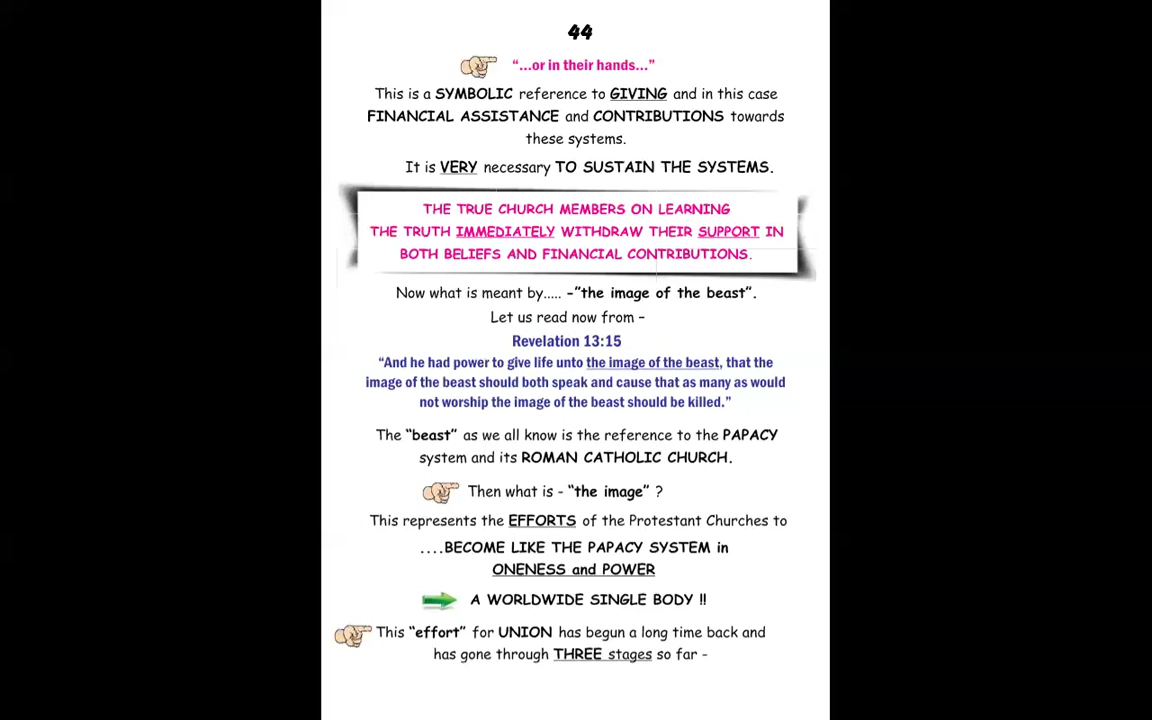 44
“...or in their hands...”
This is a SYMBOLIC reference to GIVING and in this case
FINANCIAL ASSISTANCE and CONTRIBUTIONS towards
these systems.
It is VERY necessary TO SUSTAIN THE SYSTEMS.
THE TRUE CHURCH MEMBERS ON LEARNING
THE TRUTH IMMEDIATELY WITHDRAW THEIR SUPPORT IN
BOTH BELIEFS AND FINANCIAL CONTRIBUTIONS.
Now what is meant by..... –”the image of the beast”.
Let us read now from –
Revelation 13:15
“And he had power to give life unto the image of the beast, that the
image of the beast should both speak and cause that as many as would
not worship the image of the beast should be killed.”
The “beast” as we all know is the reference to the PAPACY
system and its ROMAN CATHOLIC CHURCH.
Then what is - “the image” ?
This represents the EFFORTS of the Protestant Churches to
....BECOME LIKE THE PAPACY SYSTEM in
ONENESS and POWER
A WORLDWIDE SINGLE BODY !!
This “effort” for UNION has begun a long time back and
has gone through THREE stages so far -